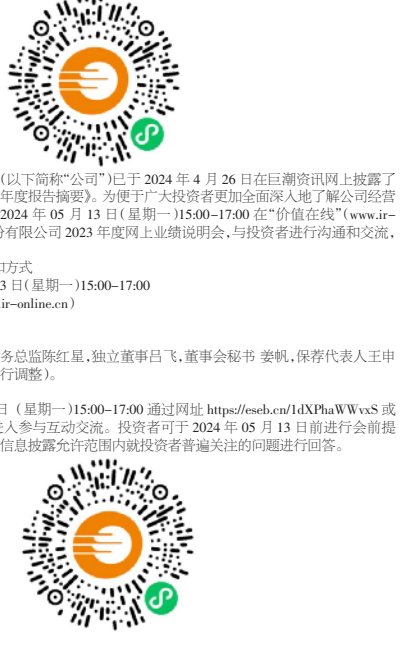 (以下简称“公司”)已于 2024 年 4 月 26 日在巨潮资讯网上披露了
年度报告摘要》。为便于广大投资者更加全面深入地了解公司经营
2024 年 05 月 13 日(星期一)15:00-17:00 在“价值在线”(www.ir-
有限公司 2023 年度网上业绩说明会,与投资者进行沟通和交流,
方式
3 日(星期一)15:00-17:00
ir-online.cn)
务总监陈红星,独立董事吕飞,董事会秘书 姜帆,保荐代表人王申
行调整)。
日 (星期一)15:00-17:00 通过网址 https://eseb.cn/1dXPhaWWvxS 或
入参与互动交流。投资者可于 2024 年 05 月 13 日前进行会前提
信息披露允许范围内就投资者普遍关注的问题进行回答。